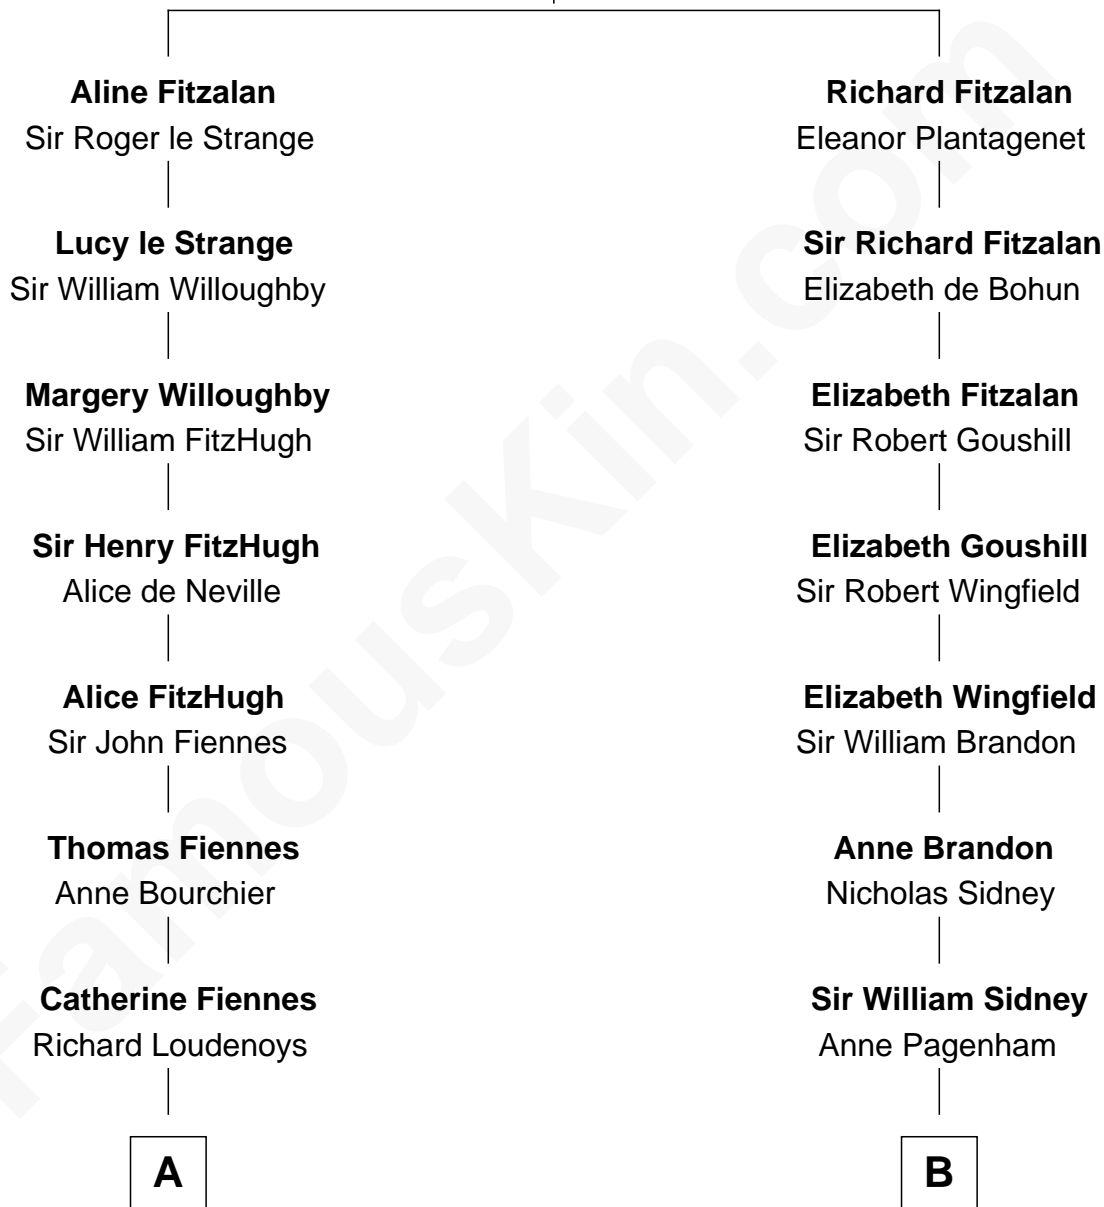 Aline Fitzalan
Sir Roger le Strange
Richard Fitzalan
Eleanor Plantagenet
Lucy le Strange
Sir William Willoughby
Sir Richard Fitzalan
Elizabeth de Bohun
Margery Willoughby
Sir William FitzHugh
Elizabeth Fitzalan
Sir Robert Goushill
Sir Henry FitzHugh
Alice de Neville
Elizabeth Goushill
Sir Robert Wingfield
Alice FitzHugh
Sir John Fiennes
Elizabeth Wingfield
Sir William Brandon
Thomas Fiennes
Anne Bourchier
Anne Brandon
Nicholas Sidney
Catherine Fiennes
Richard Loudenoys
Sir William Sidney
Anne Pagenham
A
B
FamousKin.com